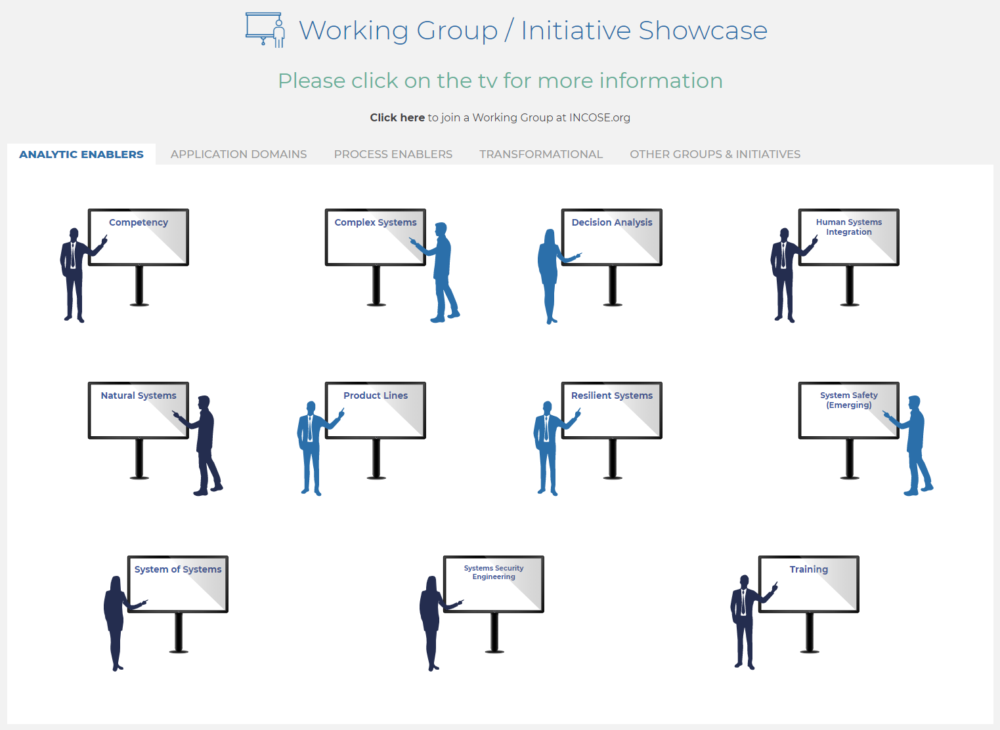 Working Group / Initiative Showcase
Please click on the tv for more information
Click here to join a Working Group at INCOSE.org
ANALYTIC ENABLERS
APPLICATION DOMAINS
PROCESS ENABLERS
TRANSFORMATIONAL
OTHER GROUPS & INITIATIVES
Competency
Complex Systems
Decision Analysis
Human Systems
Integration
Natural Systems
Product Lines
Resilient Systems
System Safety
(Emerging)
System of Systems
Systems Security
Engineering
Training